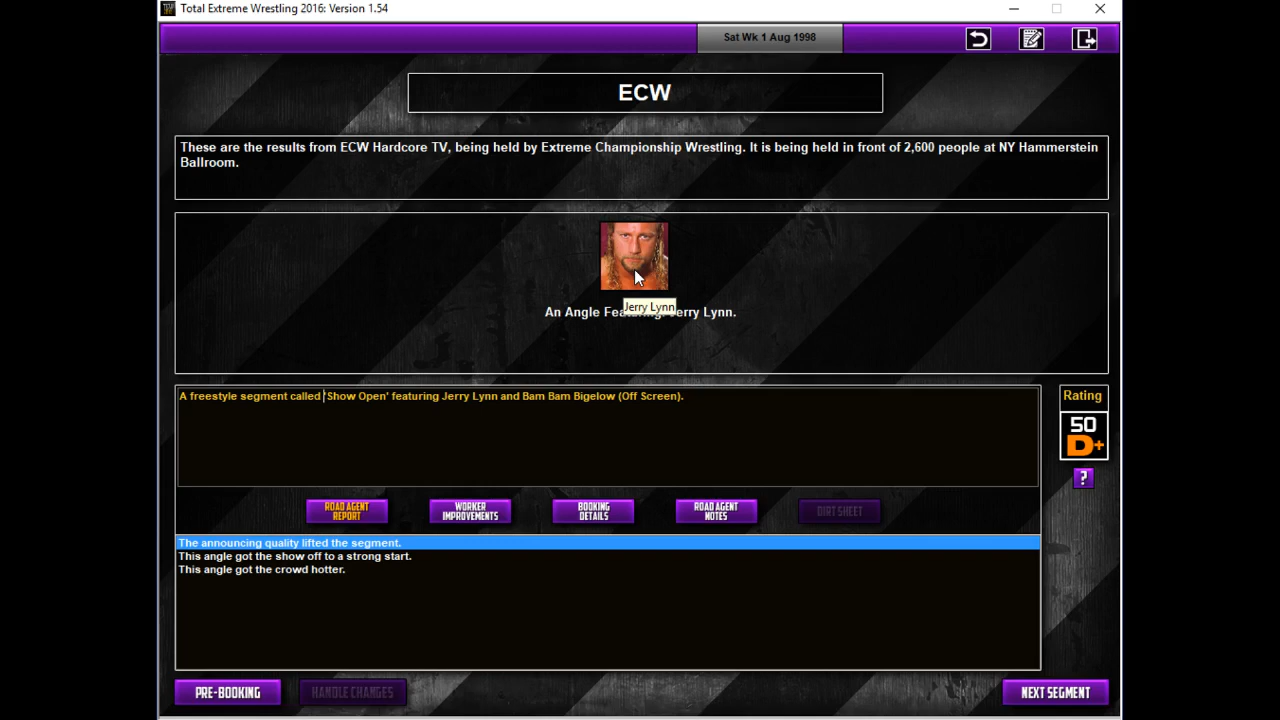 Total Extreme Wrestling 2016: Version 1.54
Sat Wk 1 Aug 1998
ECW
These are the results from ECW Hardcore TV, being held by Extreme Championship Wrestling. It is being held in front of 2,600 people at NY Hammerstein
Ballroom.
Jerry Lynn
An Angle Featuring Jerry Lynn.
A freestyle segment called 'Show Open' featuring Jerry Lynn and Bam Bam Bigelow (Off Screen).
Rating
50
D+
?
ROAD AGENT
REPORT
WORKER
IMPROVEMENTS
BOOKING
DETAILS
ROAD AGENT
NOTES
DIRT SHEET
The announcing quality lifted the segment.
This angle got the show off to a strong start.
This angle got the crowd hotter.
PRE-BOOKING
HANDLE CHANGES
NEXT SEGMENT